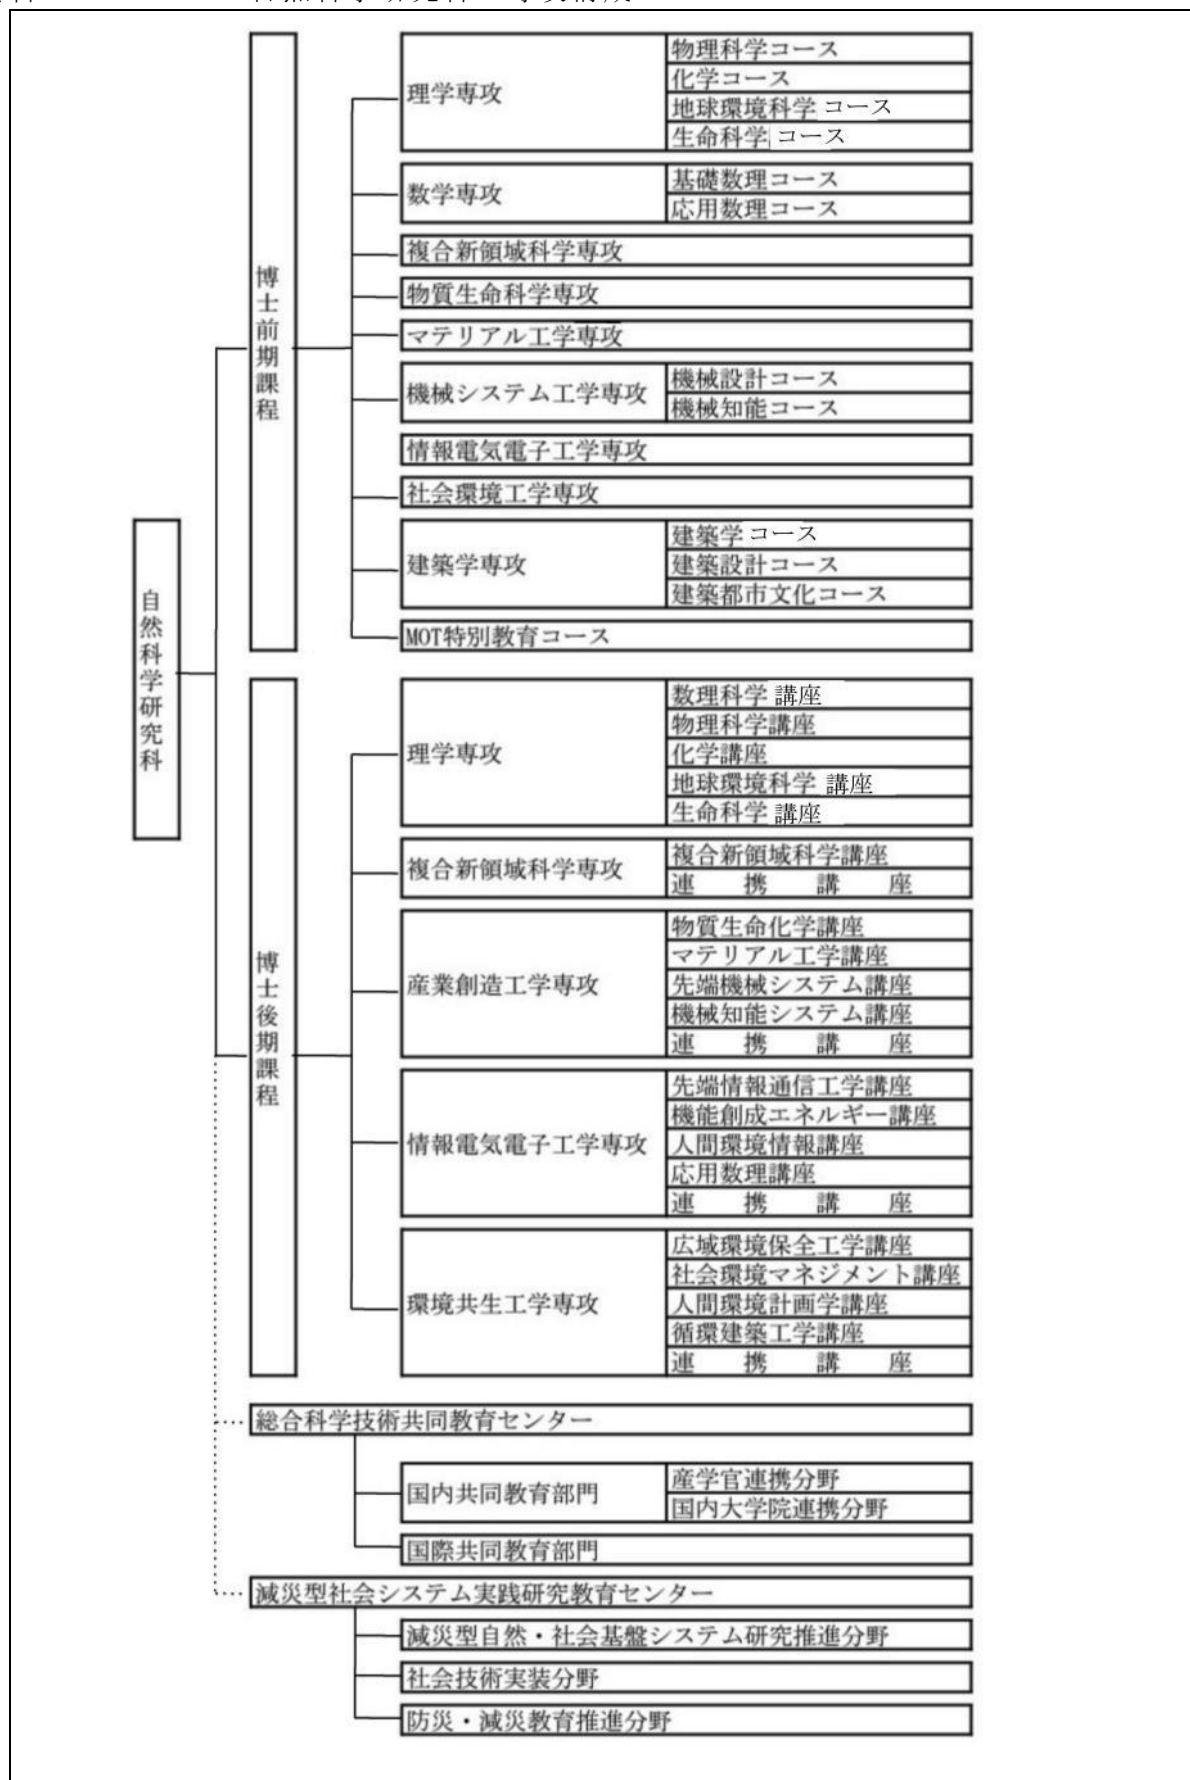 自然科学研究科
博士前期課程
理学専攻
物理科学コース
化学コース
地球環境科学 コース
生命科学 コース
数学専攻
基礎数理コース
応用数理コース
複合新領域科学専攻
物質生命科学専攻
マテリアル工学専攻
機械システム工学専攻
機械設計コース
機械知能コース
情報電気電子工学専攻
社会環境工学専攻
建築学専攻
建築学 コース
建築設計コース
建築都市文化コース
MOT特別教育コース
博士後期課程
理学専攻
数理科学 講座
物理科学講座
化学講座
地球環境科学 講座
生命科学 講座
複合新領域科学専攻
複合新領域科学講座
連 携 講 座
産業創造工学専攻
物質生命化学講座
マテリアル工学講座
先端機械システム講座
機械知能システム講座
連 携 講 座
情報電気電子工学専攻
先端情報通信工学講座
機能創成エネルギー講座
人間環境情報講座
応用数理講座
連 携 講 座
環境共生工学専攻
広域環境保全工学講座
社会環境マネジメント講座
人間環境計画学講座
循環建築工学講座
連 携 講 座
総合科学技術共同教育センター
国内共同教育部門
産学官連携分野
国内大学院連携分野
国際共同教育部門
減災型社会システム実践研究教育センター
減災型自然・社会基盤システム研究推進分野
社会技術実装分野
防災・減災教育推進分野